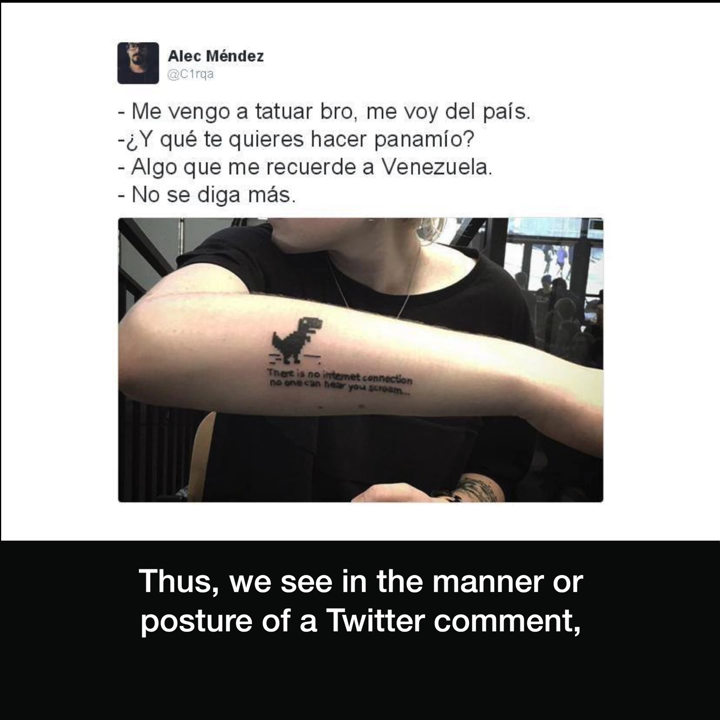 Alec Méndez
@C1rqa
- Me vengo a tatuar bro, me voy del país.
-¿Y qué te quieres hacer panamío?
- Algo que me recuerde a Venezuela.
- No se diga más.
There is no internet connection
no one can hear you scream...
Thus, we see in the manner or
posture of a Twitter comment,